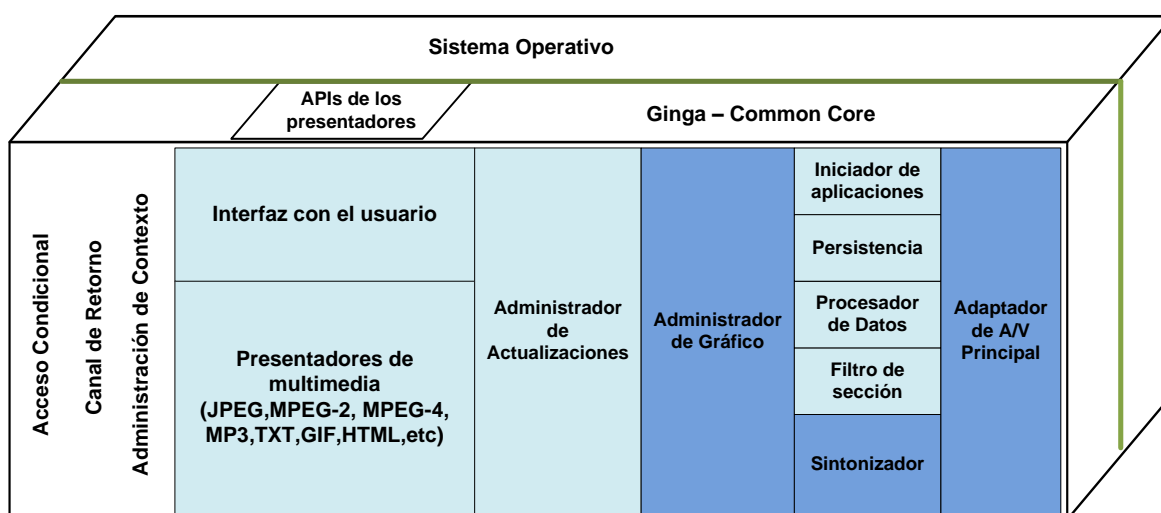 Sistema Operativo
APIs de los
presentadores
Ginga – Common Core
Acceso Condicional
Canal de Retorno
Administración de Contexto
Interfaz con el usuario
Presentadores de
multimedia
(JPEG,MPEG-2, MPEG-4,
MP3,TXT,GIF,HTML,etc)
Administrador
de
Actualizaciones
Administrador
de Gráfico
Iniciador de
aplicaciones
Persistencia
Procesador
de Datos
Filtro de
sección
Sintonizador
Adaptador
de A/V
Principal